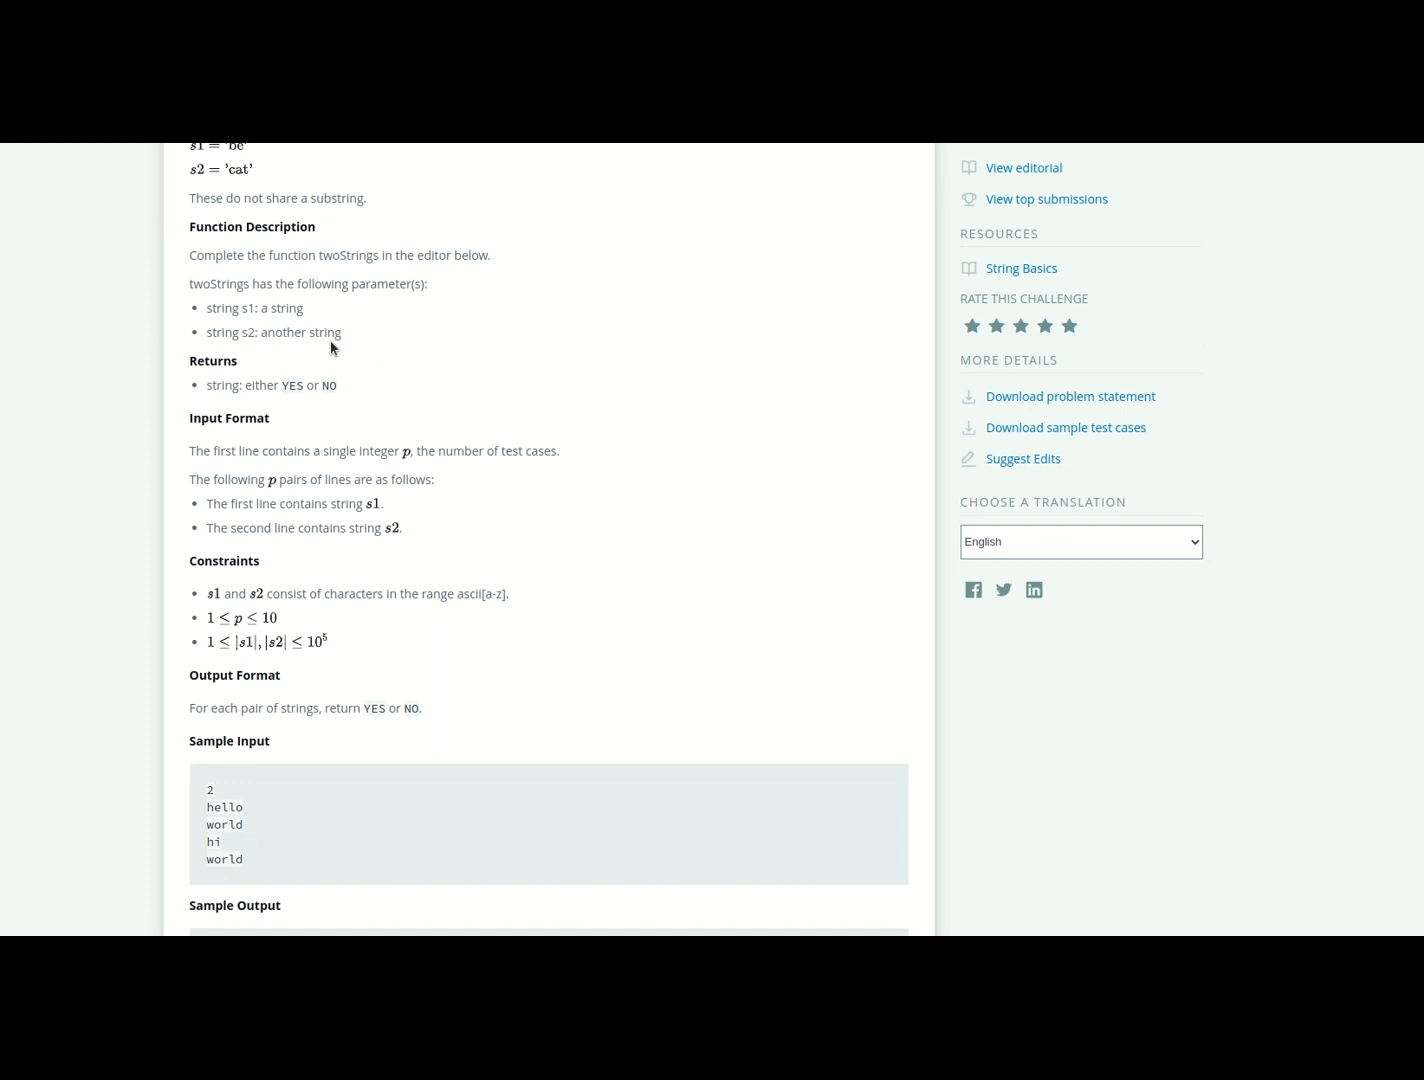 s1 = 'be'
s2 = 'cat'
These do not share a substring.
Function Description
Complete the function twoStrings in the editor below.
twoStrings has the following parameter(s):
• string s1: a string
• string s2: another string
Returns
• string: either YES or NO
Input Format
The first line contains a single integer p, the number of test cases.
The following p pairs of lines are as follows:
• The first line contains string s1.
• The second line contains string s2.
Constraints
• s1 and s2 consist of characters in the range ascii[a-z].
• 1 ≤ p ≤ 10
• 1 ≤ |s1|, |s2| ≤ 10⁵
Output Format
For each pair of strings, return YES or NO.
Sample Input
2
hello
world
hi
world
Sample Output
View editorial
View top submissions
RESOURCES
String Basics
RATE THIS CHALLENGE
MORE DETAILS
Download problem statement
Download sample test cases
Suggest Edits
CHOOSE A TRANSLATION
English